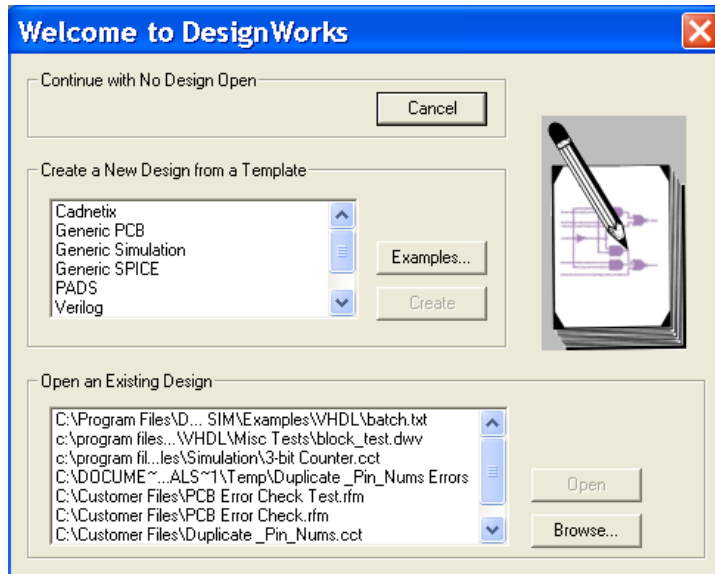 Welcome to DesignWorks
Continue with No Design Open
Cancel
Create a New Design from a Template
Cadnetix
Generic PCB
Generic Simulation
Generic SPICE
PADS
Verilog
Examples...
Create
Open an Existing Design
C:\Program Files\D... SIM\Examples\VHDL\batch.txt
c:\program files...\VHDL\Misc Tests\block_test.dwv
c:\program fil...les\Simulation\3-bit Counter.cct
C:\DOCUME~...ALS~1\Temp\Duplicate _Pin_Nums Errors
C:\Customer Files\PCB Error Check Test.rfm
C:\Customer Files\PCB Error Check.rfm
C:\Customer Files\Duplicate _Pin_Nums.cct
Open
Browse...